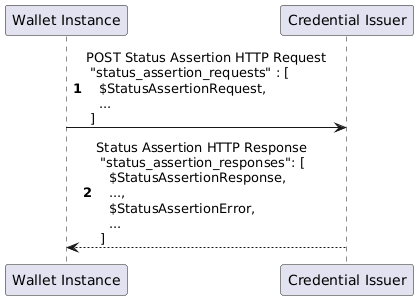 Wallet Instance
Credential Issuer
POST Status Assertion HTTP Request
"status_assertion_requests" : [
1 $StatusAssertionRequest,
...
]
Status Assertion HTTP Response
"status_assertion_responses": [
$StatusAssertionResponse,
2 ...,
$StatusAssertionError,
...
]
Wallet Instance
Credential Issuer